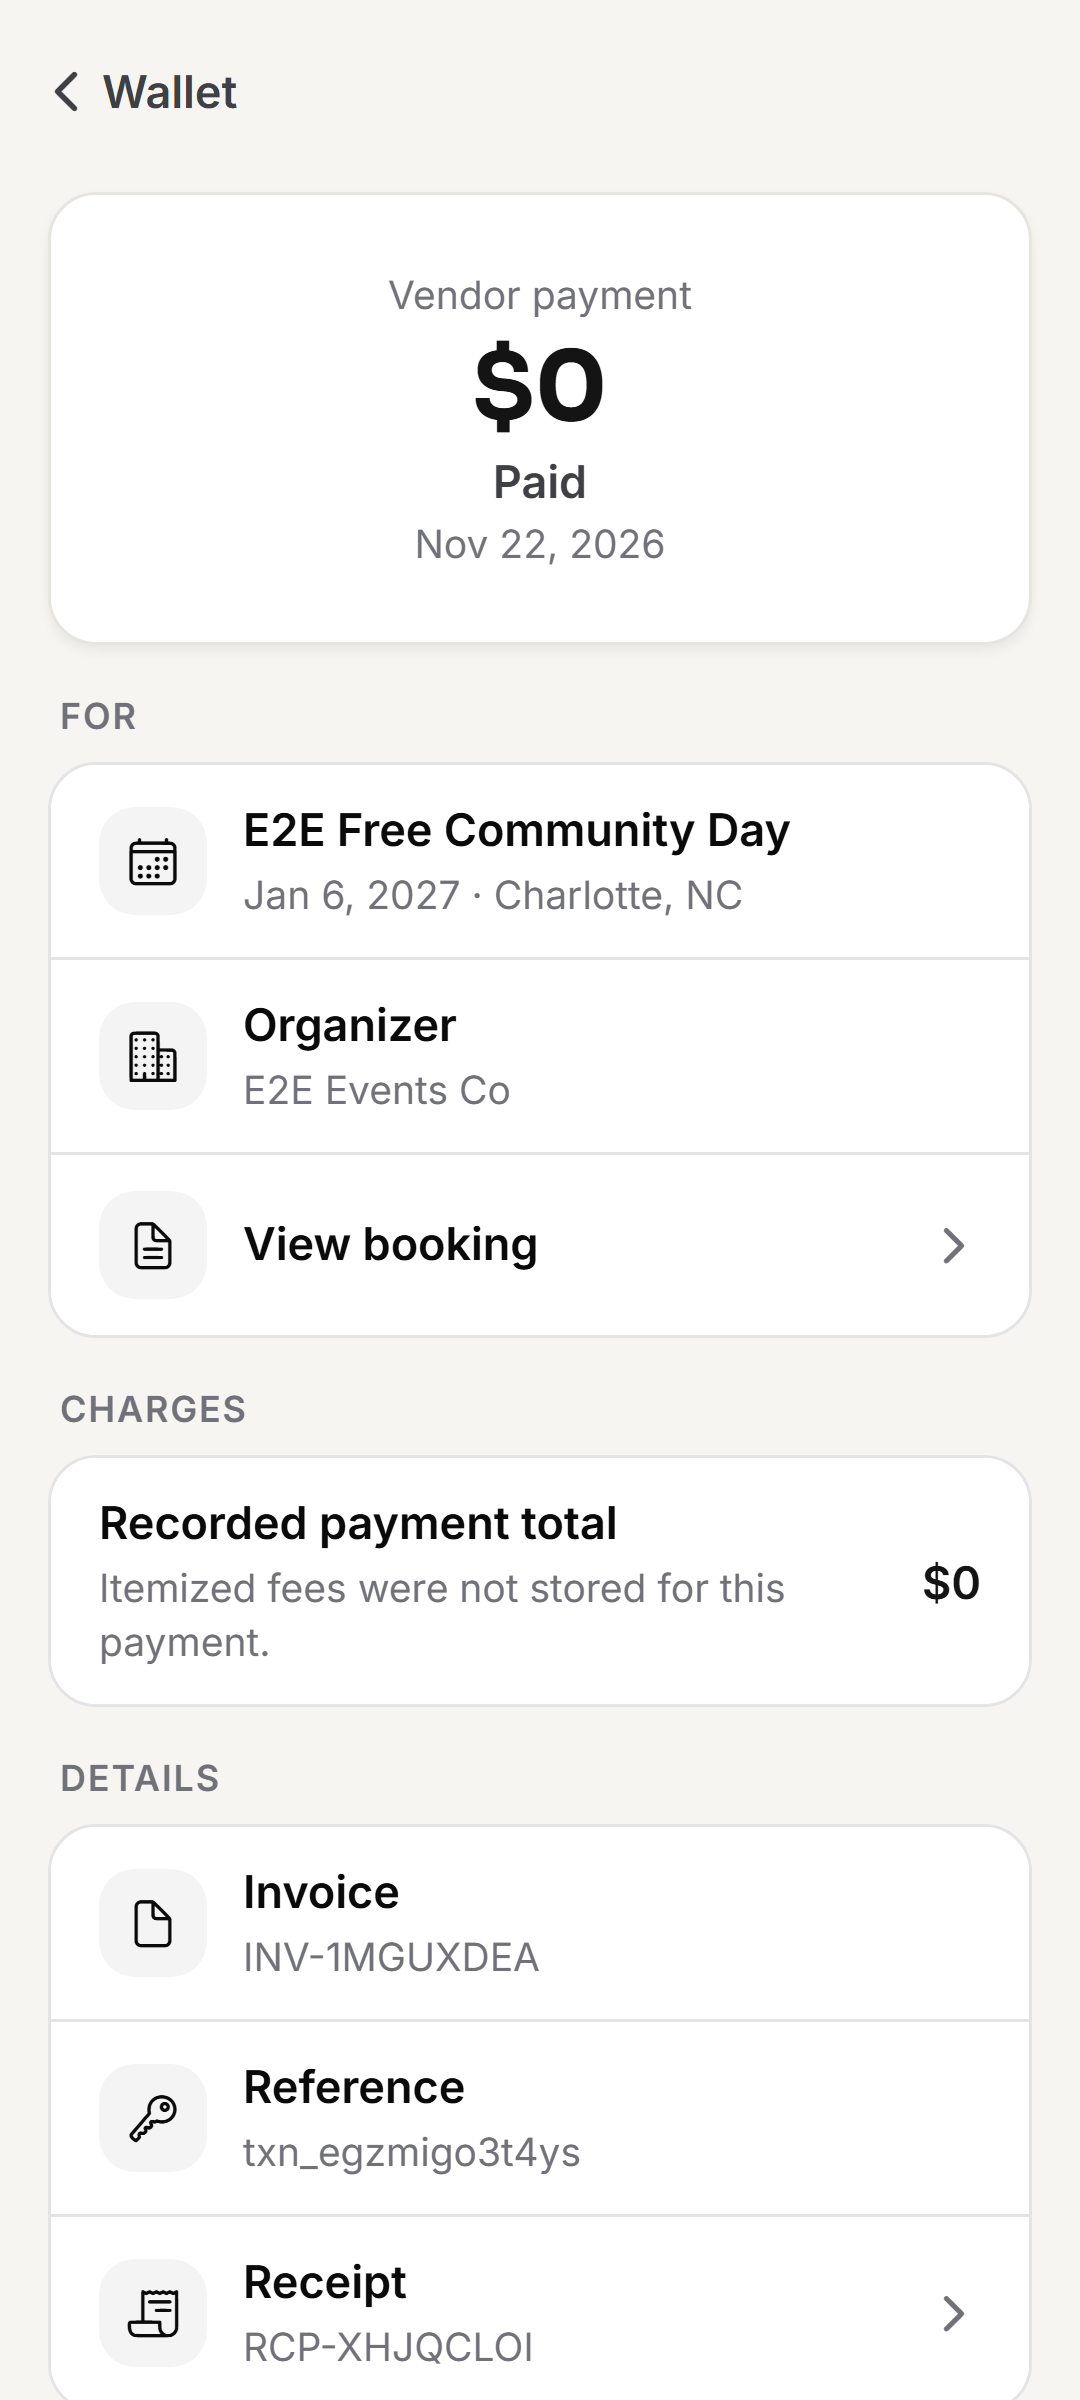 Wallet
Vendor payment
$0
Paid
Nov 22, 2026
FOR
E2E Free Community Day
Jan 6, 2027 · Charlotte, NC
Organizer
E2E Events Co
View booking
CHARGES
Recorded payment total
Itemized fees were not stored for this
payment.
$0
DETAILS
Invoice
INV-1MGUXDEA
Reference
txn_egzmigo3t4ys
Receipt
RCP-XHJQCLOI